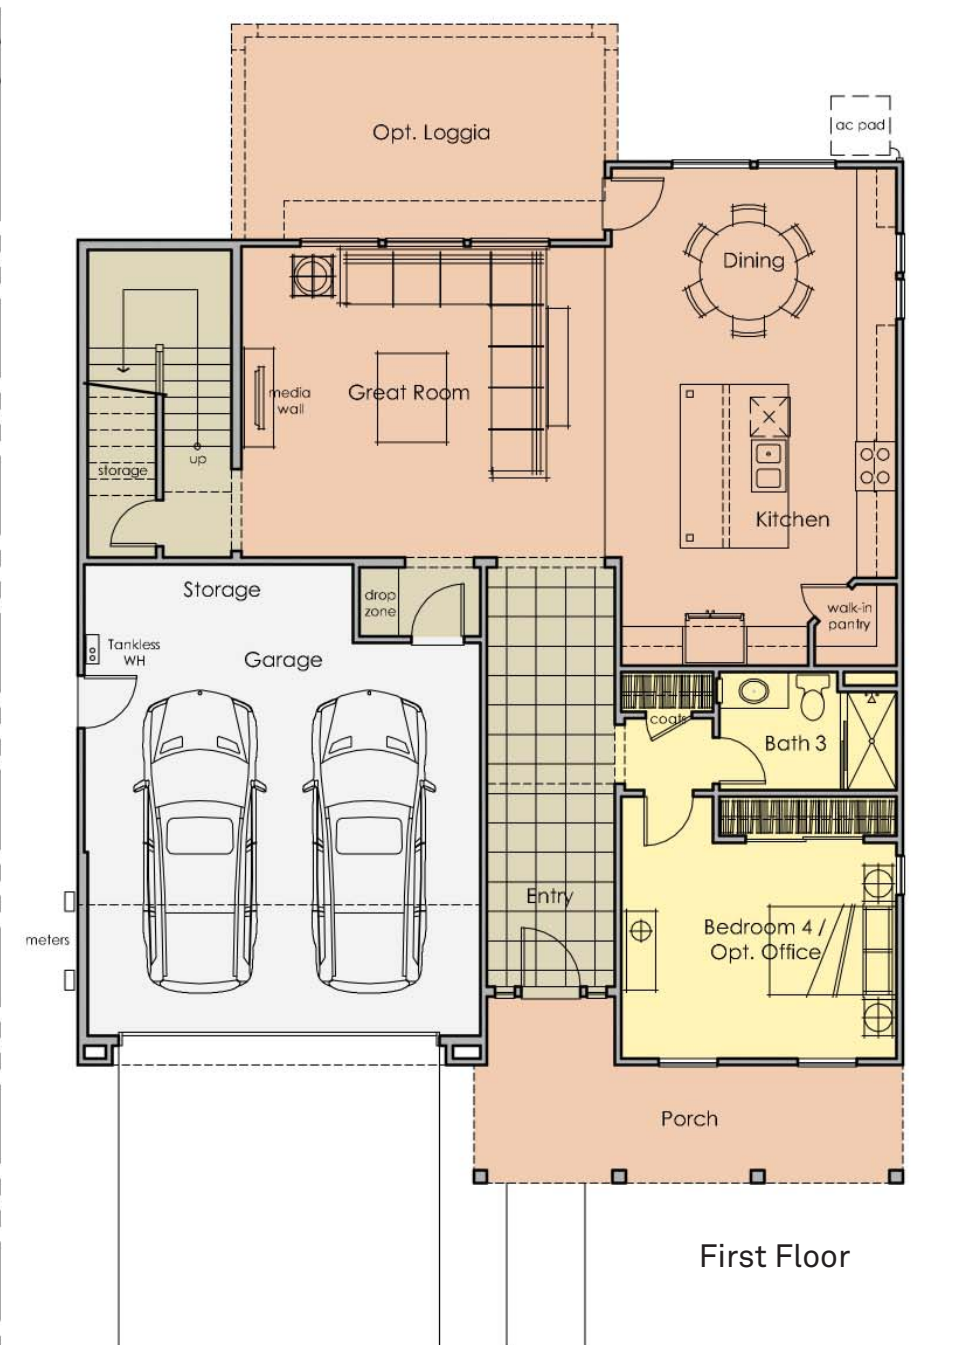 Opt. Loggia
ac pad
Dining
media
wall
Great Room
up
storage
Kitchen
Storage
drop
zone
walk-in
pantry
Tankless
WH
Garage
coats
Bath 3
Entry
Bedroom 4 /
Opt. Office
meters
Porch
First Floor